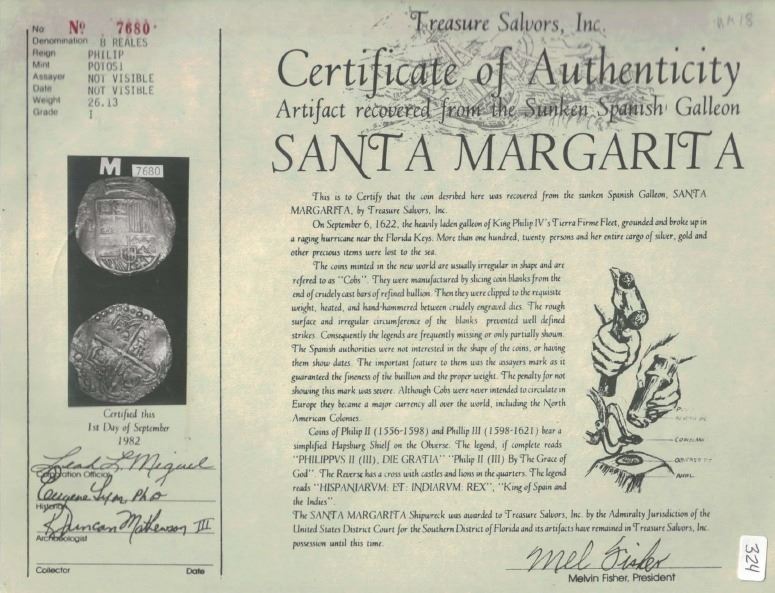 No № 7680
Denomination 8 REALES
Reign PHILIP
Mint POTOSI
Assayer NOT VISIBLE
Date NOT VISIBLE
Weight 26.13
Grade 1
M 7680
Certified this
1st Day of September
1982
Leah L. Miguel
Official
Eugene Lyon, PhD
Historian
R Duncan Mathewson III
Archaeologist
Collector Date
Treasure Salvors, Inc.
Certificate of Authenticity
Artifact recovered from the Sunken Spanish Galleon
SANTA MARGARITA
This is to Certify that the coin desribed here was recovered from the sunken Spanish Galleon, SANTA
MARGARITA, by Treasure Salvors, Inc.
On September 6, 1622, the heavily laden galleon of King Philip IV's Tierra Firme Fleet, grounded and broke up in
a raging hurricane near the Florida Keys. More than one hundred, twenty persons and her entire cargo of silver, gold and
other precious items were lost to the sea.
The coins minted in the new world are usually irregular in shape and are
refered to as "Cobs". They were manufactured by slicing coin blanks from the
end of crudely cast bars of refined bullion. Then they were clipped to the requisite
weight, heated, and hand-hammered between crudely engraved dies. The rough
surface and irregular circumference of the blanks prevented well defined
strikes. Consequently the legends are frequently missing or only partially shown.
The Spanish authorities were not interested in the shape of the coins, or having
them show dates. The important feature to them was the assayers mark as it
guaranteed the fineness of the buillion and the proper weight. The penalty for not
showing this mark was severe. Although Cobs were never intended to circulate in
Europe they became a major currency all over the world, including the North
American Colonies.
Coins of Philip II (1556-1598) and Phillip III (1598-1621) bear a
simplified Hapsburg Shielf on the Obverse. The legend, if complete reads
"PHILIPPVS II (III), DIE GRATIA" "Philip II (III) By The Grace of
God". The Reverse has a cross with castles and lions in the quarters. The legend
reads "HISPANIARVM: ET: INDIARVM: REX", "King of Spain and
the Indies".
The SANTA MARGARITA Shipwreck was awarded to Treasure Salvors, Inc. by the Admiralty Jurisdiction of the
United States District Court for the Southern District of Florida and its artifacts have remained in Treasure Salvors, Inc.
possession until this time.
Mel Fisher
Melvin Fisher, President
324